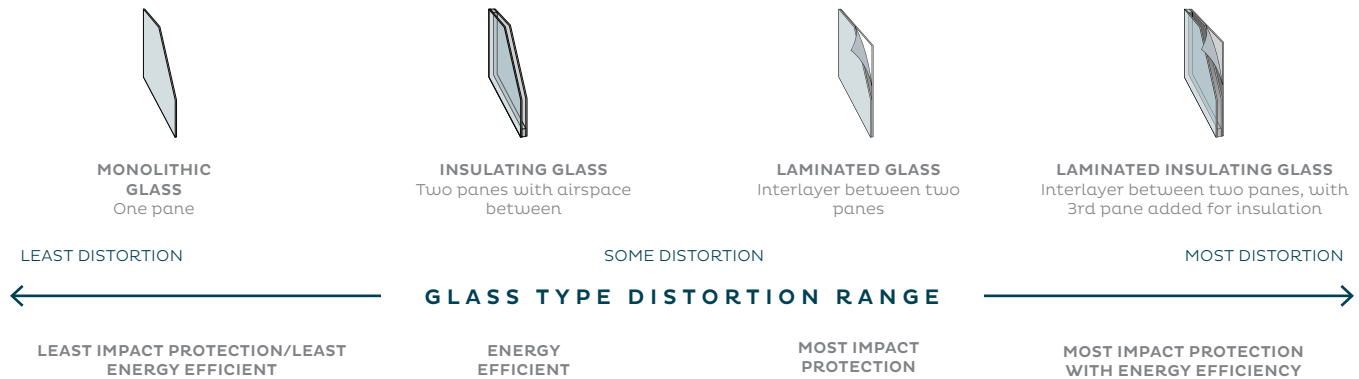 MONOLITHIC
GLASS
One pane
INSULATING GLASS
Two panes with airspace
between
LAMINATED GLASS
Interlayer between two
panes
LAMINATED INSULATING GLASS
Interlayer between two panes, with
3rd pane added for insulation
LEAST DISTORTION
SOME DISTORTION
MOST DISTORTION
GLASS TYPE DISTORTION RANGE
LEAST IMPACT PROTECTION/LEAST
ENERGY EFFICIENT
ENERGY
EFFICIENT
MOST IMPACT
PROTECTION
MOST IMPACT PROTECTION
WITH ENERGY EFFICIENCY